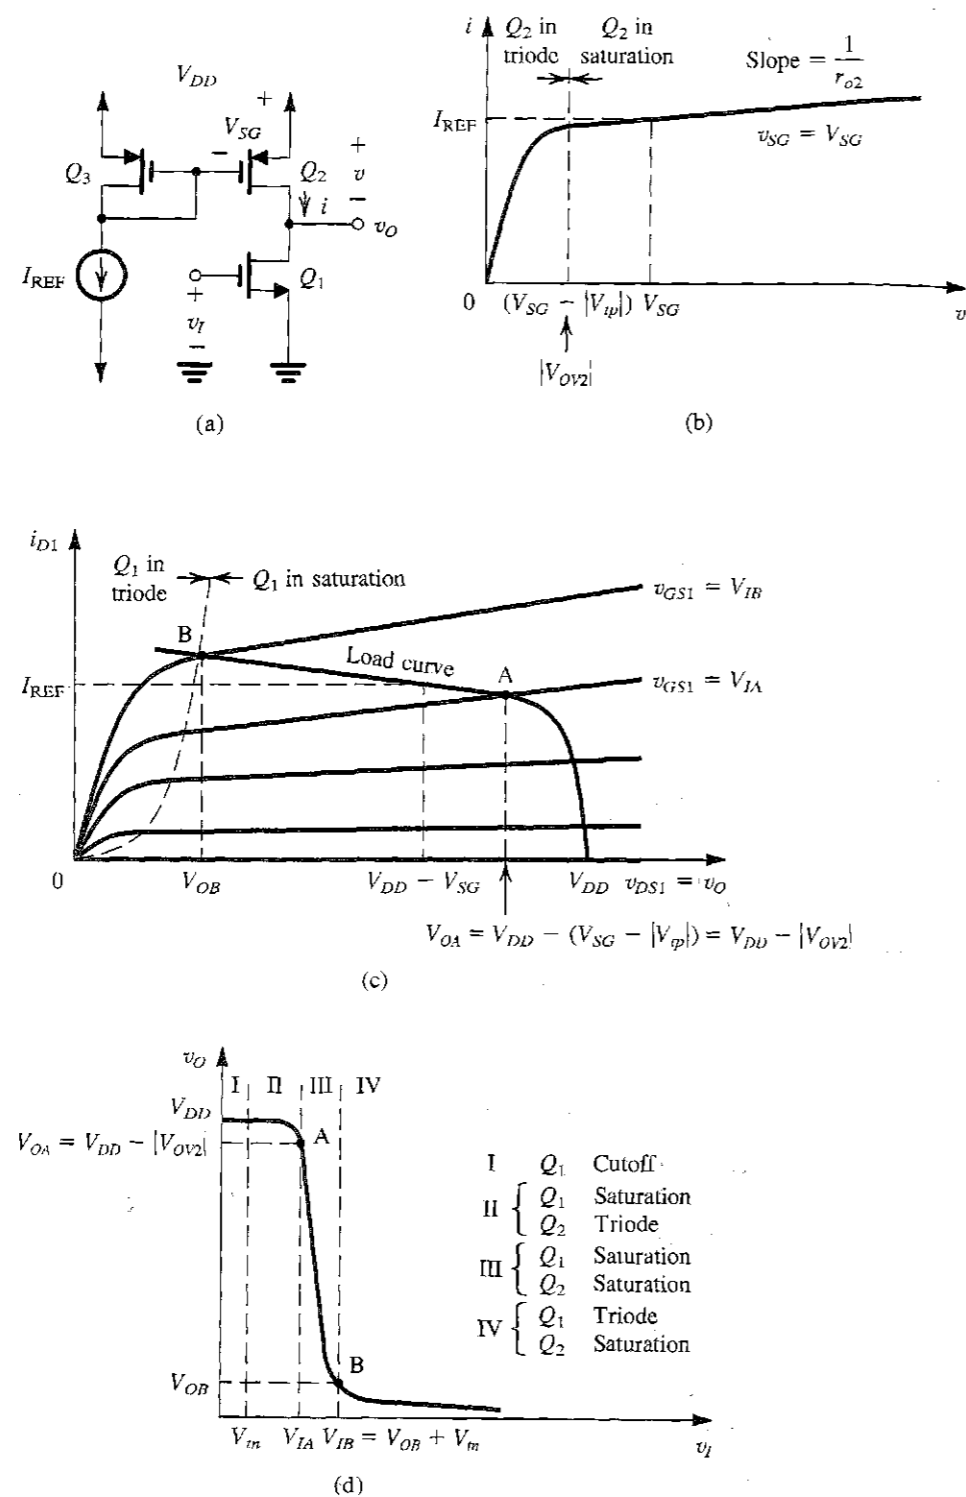 V_DD
+
V_SG
−
+
v
−
Q_3
Q_2
i
v_O
I_REF
+
v_I
−
Q_1
(a)
i
Q_2 in triode
Q_2 in saturation
Slope = 1/r_o2
I_REF
v_SG = V_SG
0
(V_SG − |V_tp|)
V_SG
v
|V_OV2|
(b)
i_D1
Q_1 in triode
Q_1 in saturation
v_GS1 = V_IB
B
Load curve
A
I_REF
v_GS1 = V_IA
0
V_OB
V_DD − V_SG
V_DD
v_DS1 = v_O
V_OA = V_DD − (V_SG − |V_tp|) = V_DD − |V_OV2|
(c)
v_O
I
II
III
IV
V_DD
V_OA = V_DD − |V_OV2|
A
I Q_1 Cutoff
II { Q_1 Saturation
Q_2 Triode
III { Q_1 Saturation
Q_2 Saturation
IV { Q_1 Triode
Q_2 Saturation
V_OB
B
V_tn
V_IA
V_IB = V_OB + V_tn
v_I
(d)